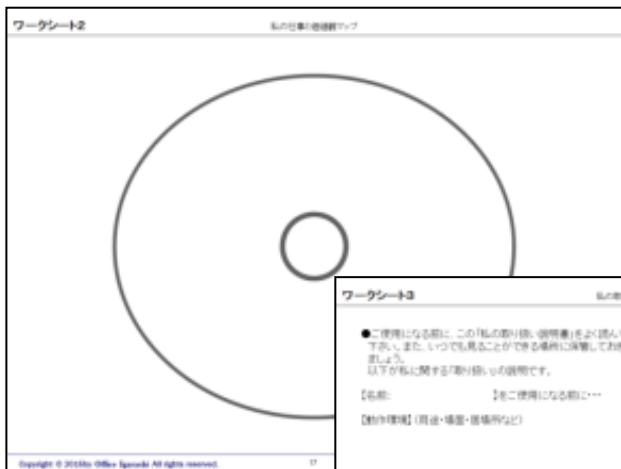 ワークシート2
私の仕事の価値観マップ
ワークシート3
私の取
●ご使用になる前に、この「私の取り扱い説明書」をよく読んで
下さい。また、いつでも見ることができる場所に保管しておき
ましょう。
以下が私に関する「取り扱い」の説明です。
【名前: 】をご使用になる前に・・・
【動作環境】(用途・場面・居場所など)
Copyright © Office Igarashi All rights reserved.
17